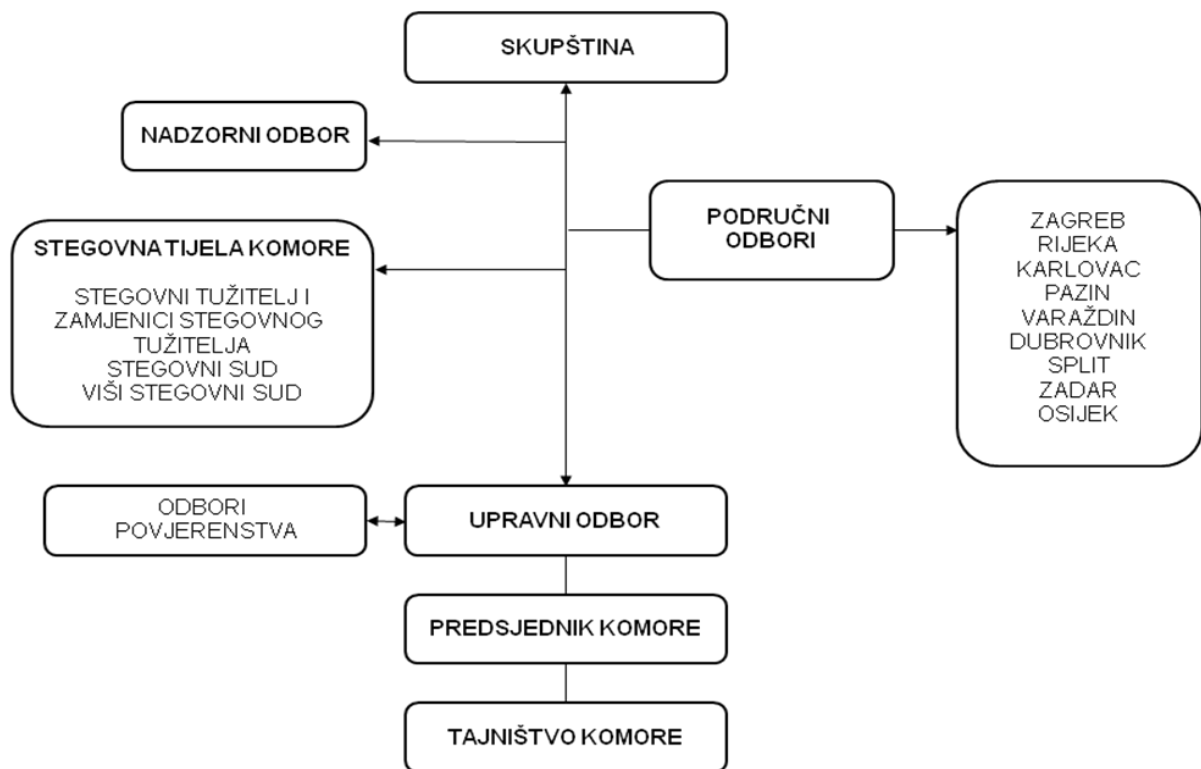 SKUPŠTINA
NADZORNI ODBOR
PODRUČNI
ODBORI
ZAGREB
RIJEKA
KARLOVAC
PAZIN
VARAŽDIN
DUBROVNIK
SPLIT
ZADAR
OSIJEK
STEGOVNA TIJELA KOMORE
STEGOVNI TUŽITELJ I
ZAMJENICI STEGOVNOG
TUŽITELJA
STEGOVNI SUD
VIŠI STEGOVNI SUD
ODBORI
POVJERENSTVA
UPRAVNI ODBOR
PREDSJEDNIK KOMORE
TAJNIŠTVO KOMORE